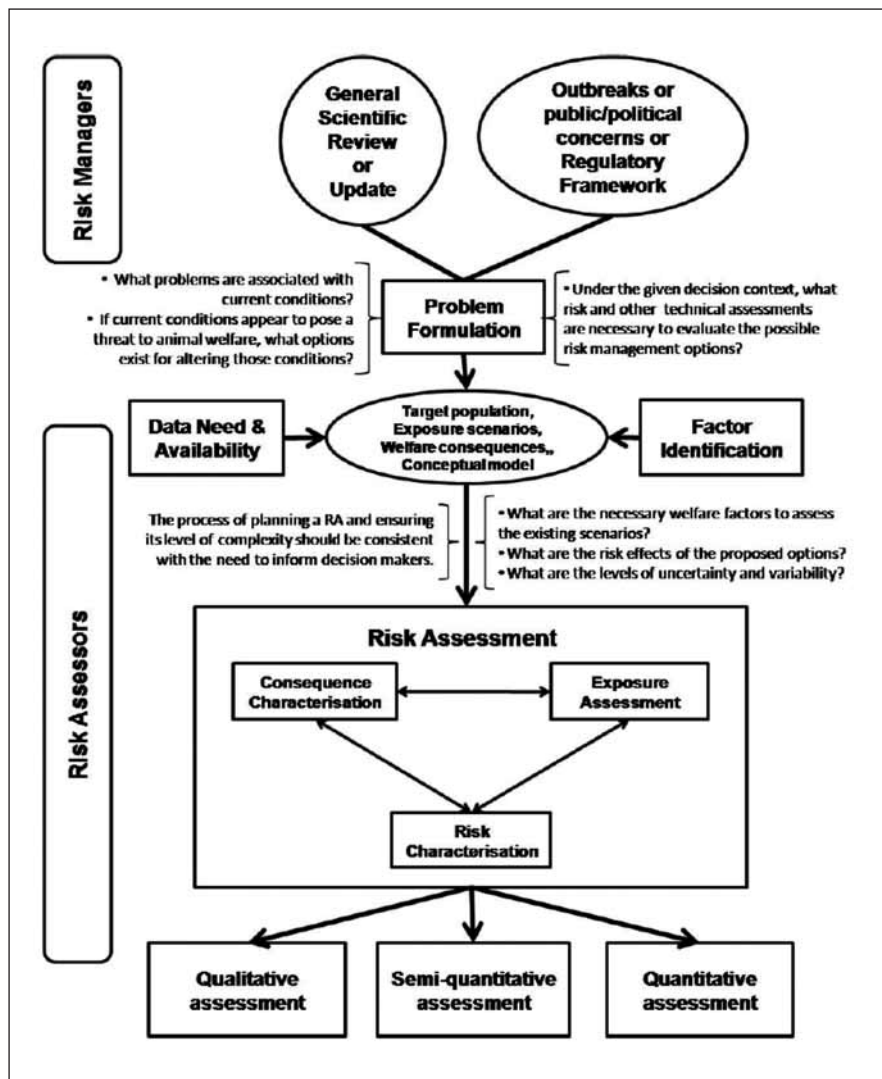 Risk Managers
General
Scientific
Review
or
Update
Outbreaks or
public/political
concerns or
Regulatory
Framework
• What problems are associated with
current conditions?
• If current conditions appear to pose a
threat to animal welfare, what options
exist for altering those conditions?
Problem
Formulation
• Under the given decision context, what
risk and other technical assessments
are necessary to evaluate the possible
risk management options?
Risk Assessors
Data Need &
Availability
Target population,
Exposure scenarios,
Welfare consequences,,
Conceptual model
Factor
Identification
The process of planning a RA and ensuring
its level of complexity should be consistent
with the need to inform decision makers.
• What are the necessary welfare factors to assess
the existing scenarios?
• What are the risk effects of the proposed options?
• What are the levels of uncertainty and variability?
Risk Assessment
Consequence
Characterisation
Exposure
Assessment
Risk
Characterisation
Qualitative
assessment
Semi-quantitative
assessment
Quantitative
assessment